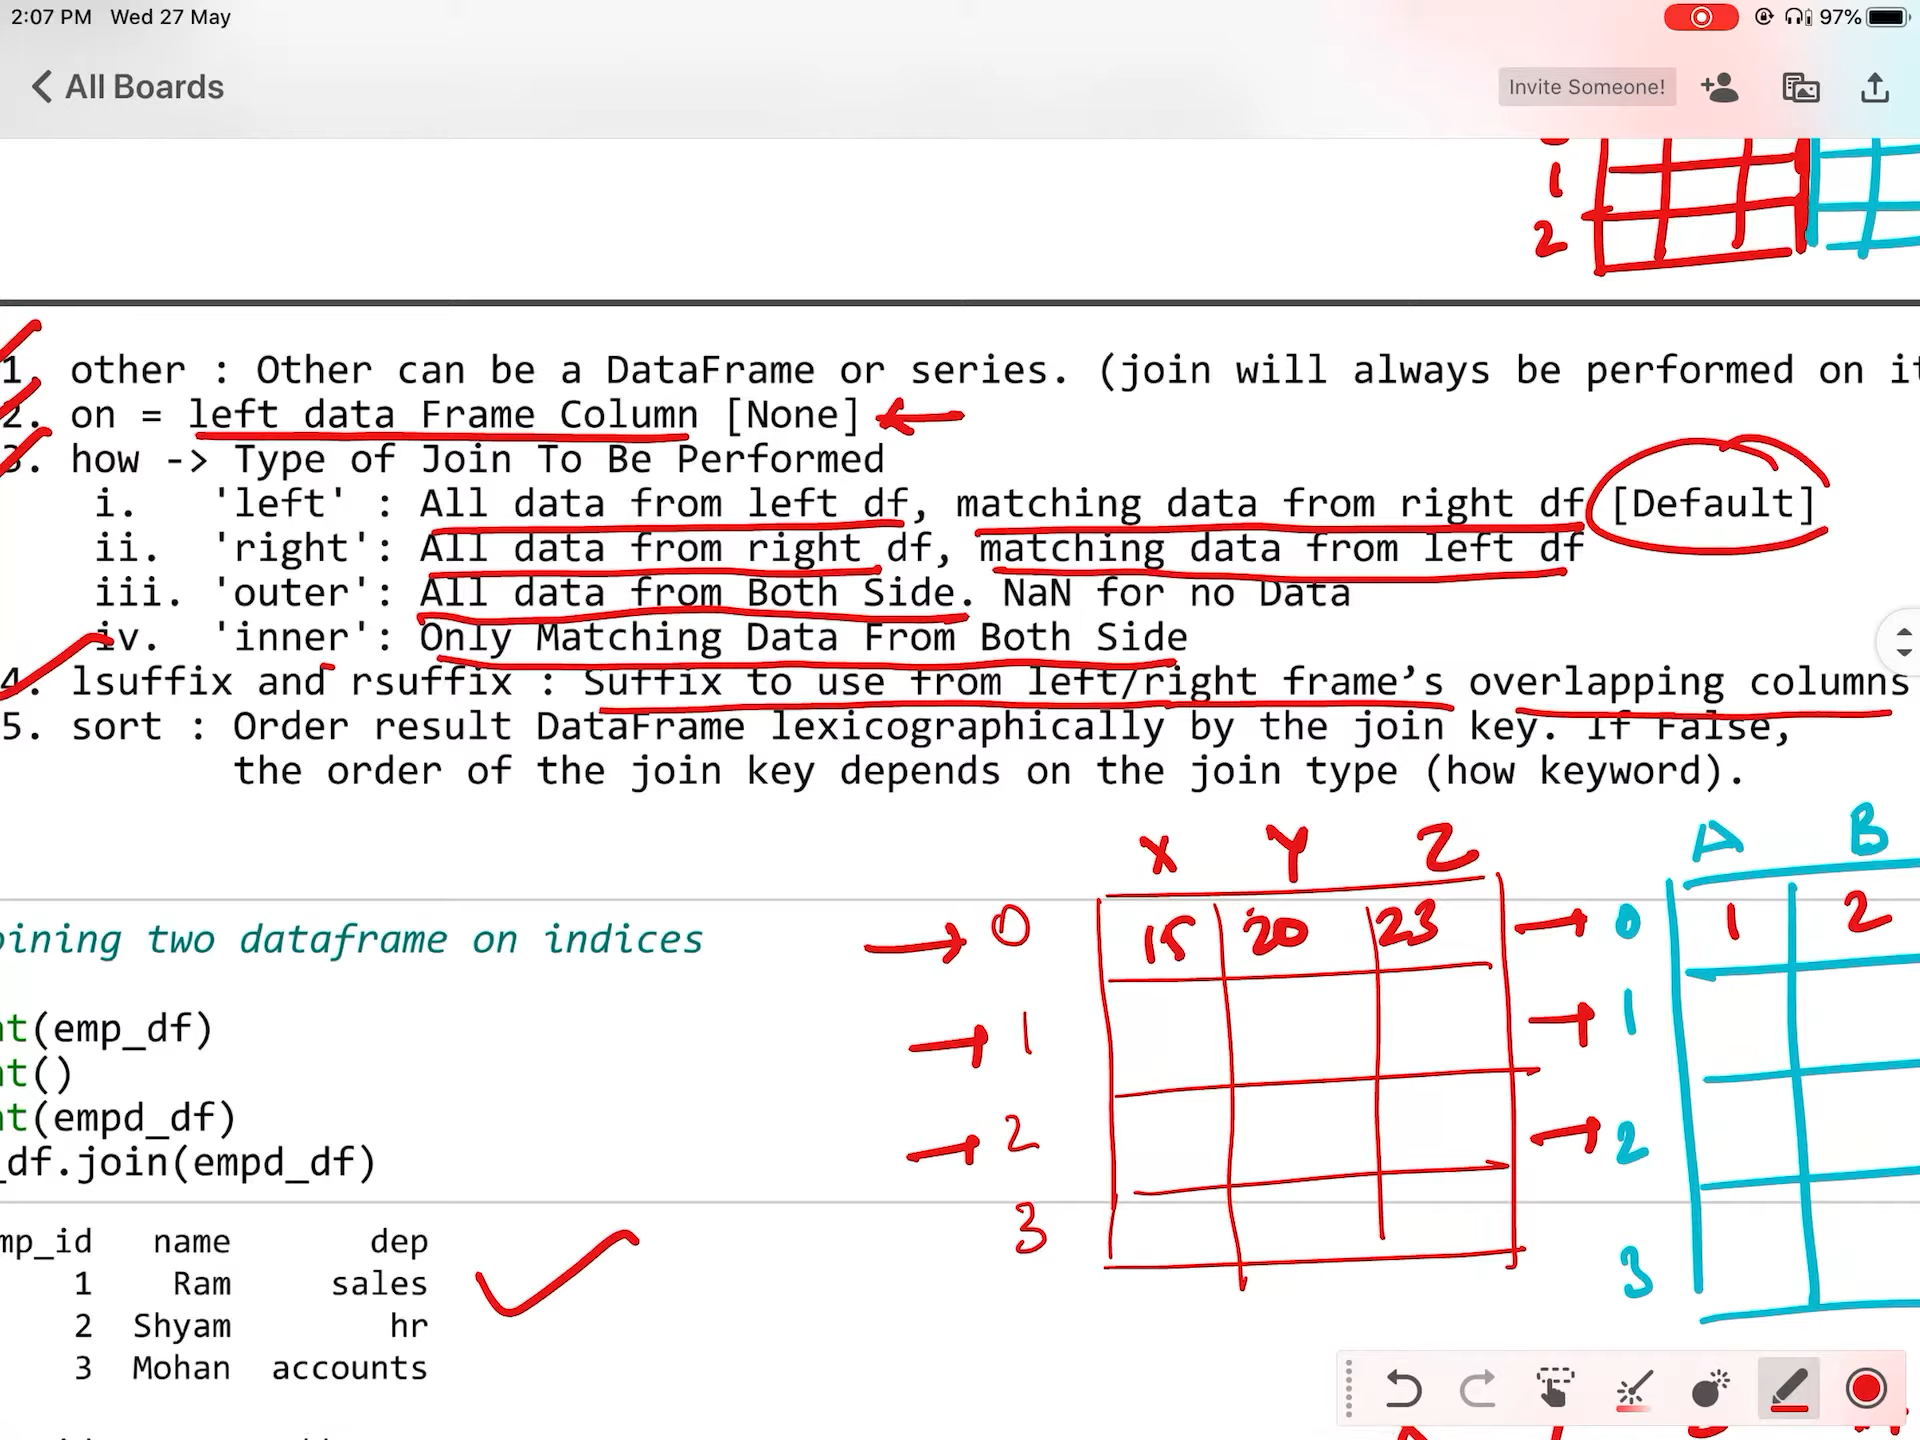 2:07 PM Wed 27 May 97%
All Boards
Invite Someone!
1
2
1. other : Other can be a DataFrame or series. (join will always be performed on it
2. on = left data Frame Column [None]
3. how -> Type of Join To Be Performed
i. 'left' : All data from left df, matching data from right df [Default]
ii. 'right': All data from right df, matching data from left df
iii. 'outer': All data from Both Side. NaN for no Data
iv. 'inner': Only Matching Data From Both Side
4. lsuffix and rsuffix : Suffix to use from left/right frame’s overlapping columns
5. sort : Order result DataFrame lexicographically by the join key. If False,
the order of the join key depends on the join type (how keyword).
X Y Z A B
0 15 20 23 0 1 2
oining two dataframe on indices
nt(emp_df)
1 1
nt()
nt(empd_df)
2 2
_df.join(empd_df)
3 3
mp_id name dep
1 Ram sales
2 Shyam hr
3 Mohan accounts